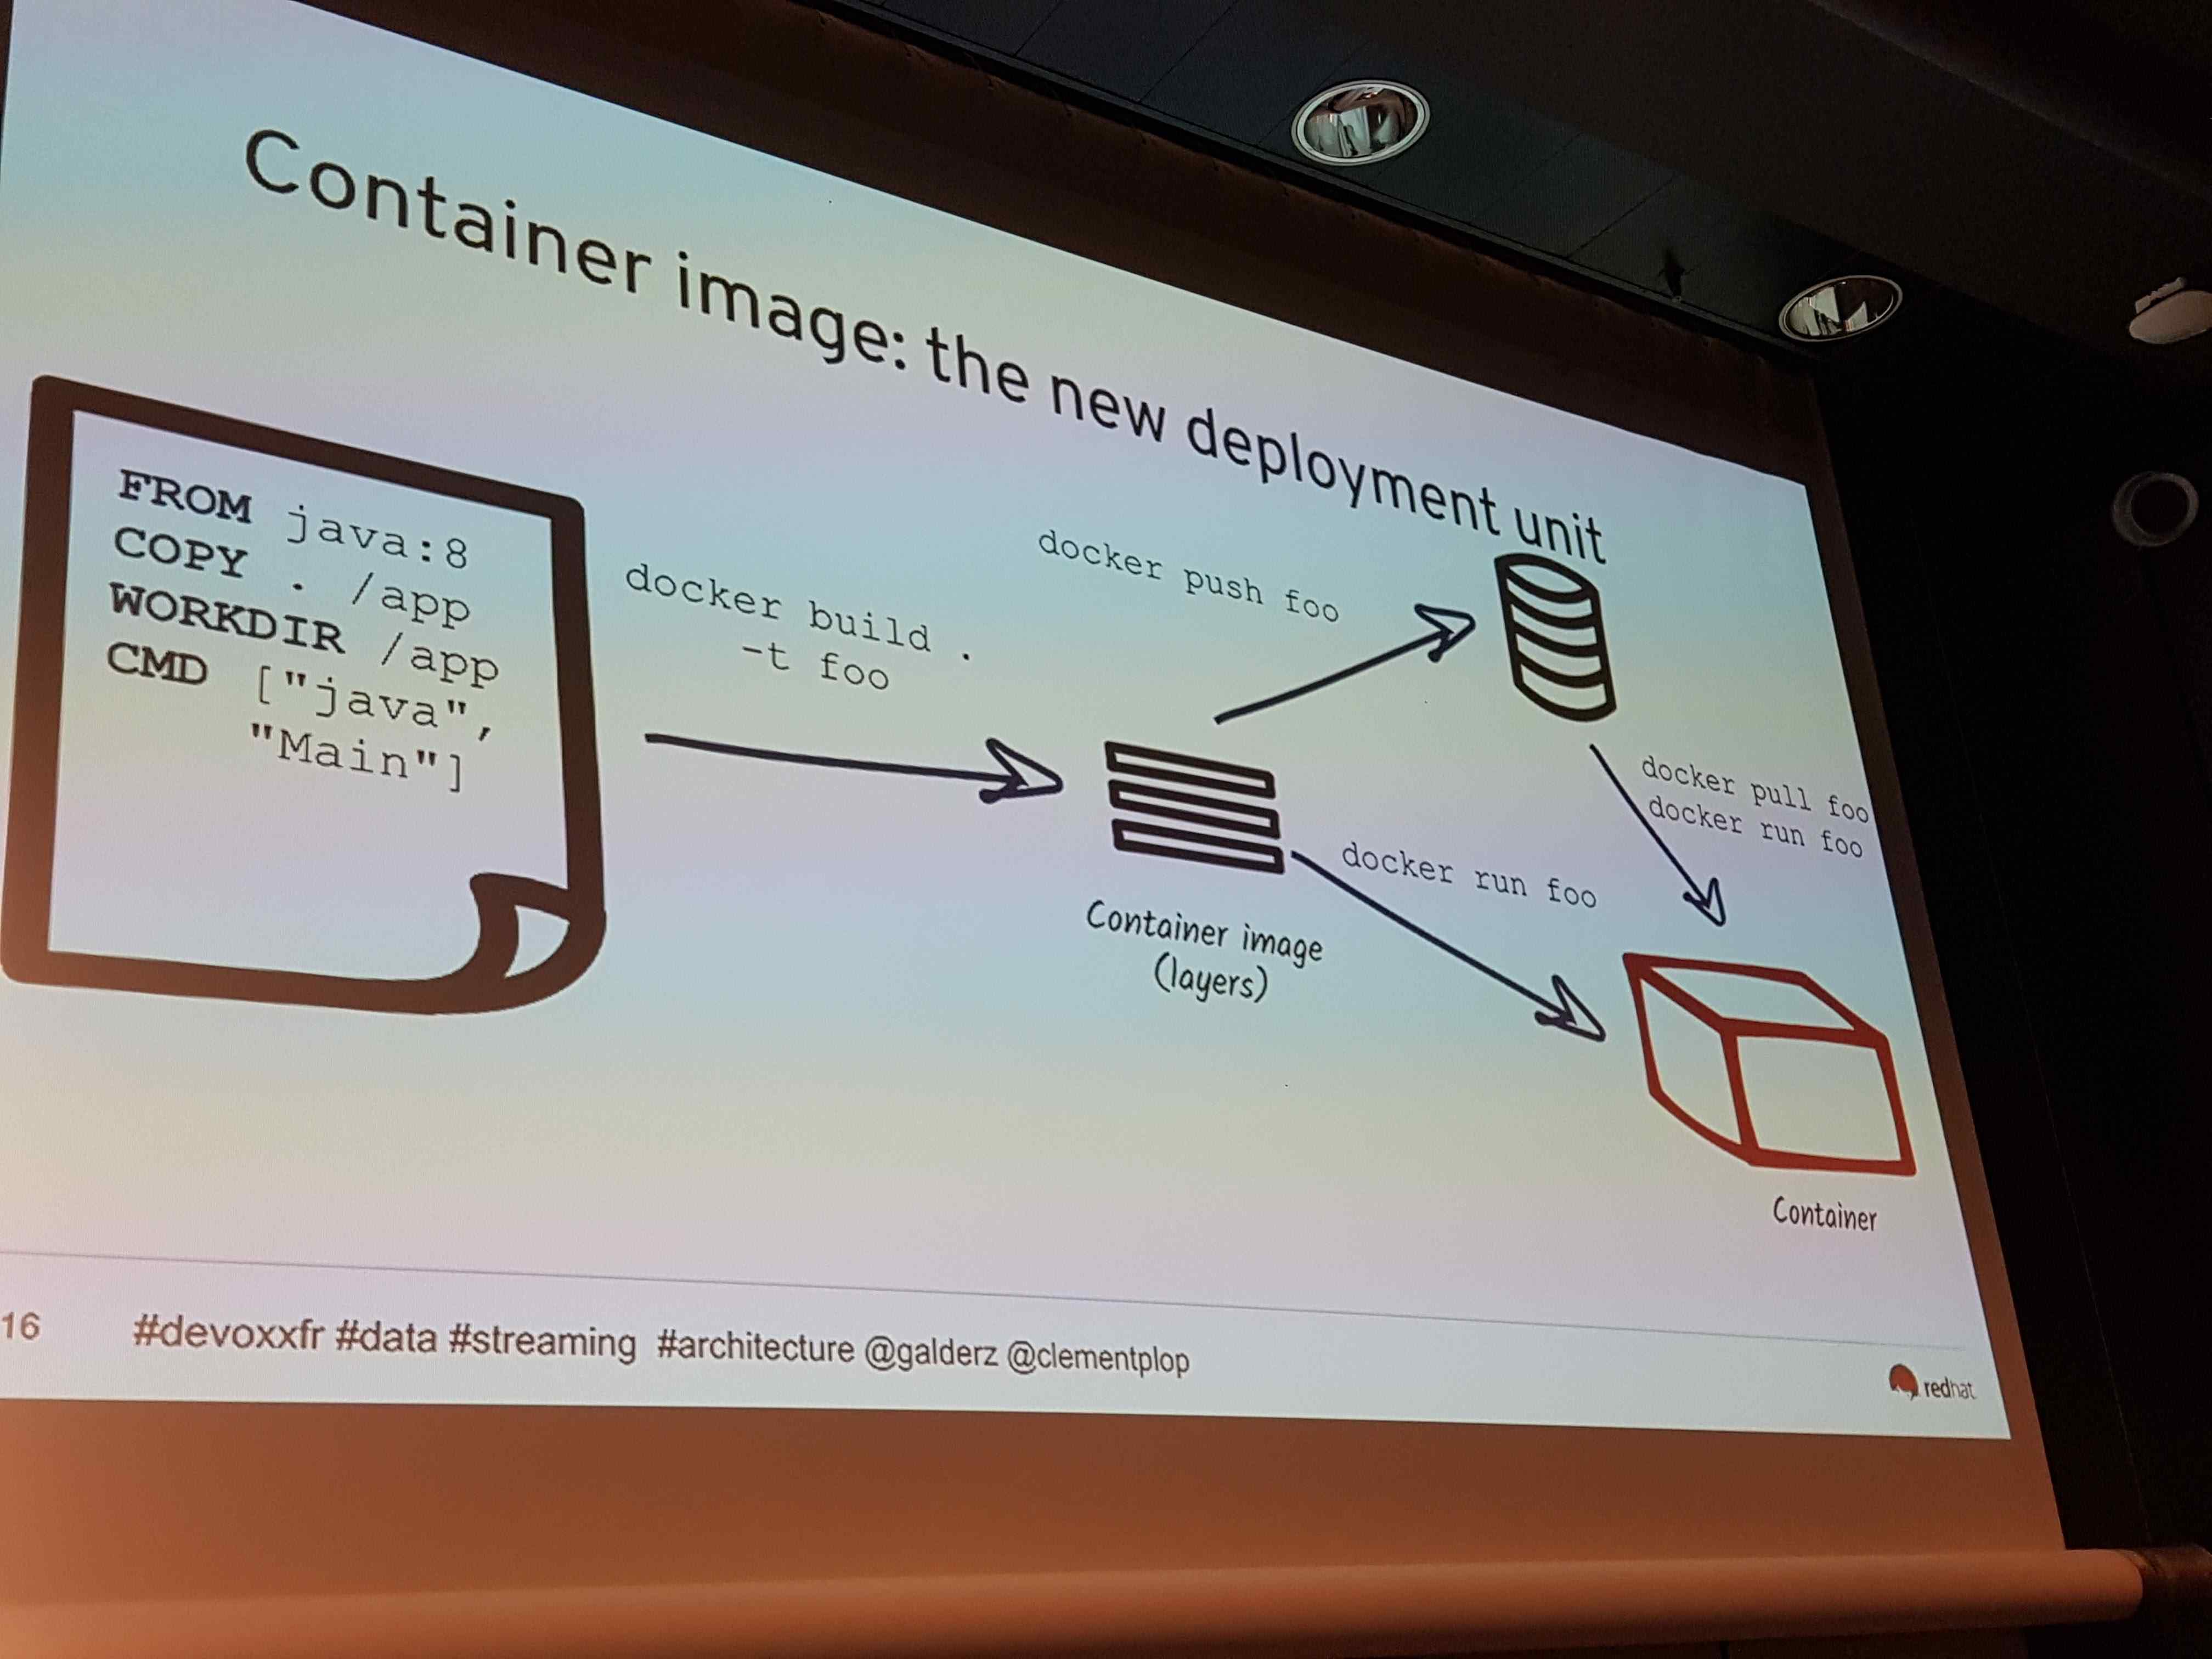 Container image: the new deployment unit
FROM java:8
COPY . /app
WORKDIR /app
CMD ["java",
"Main"]
docker build .
-t foo
docker push foo
docker pull foo
docker run foo
docker run foo
Container image
(layers)
Container
16
#devoxxfr #data #streaming #architecture @galderz @clementplop
redhat